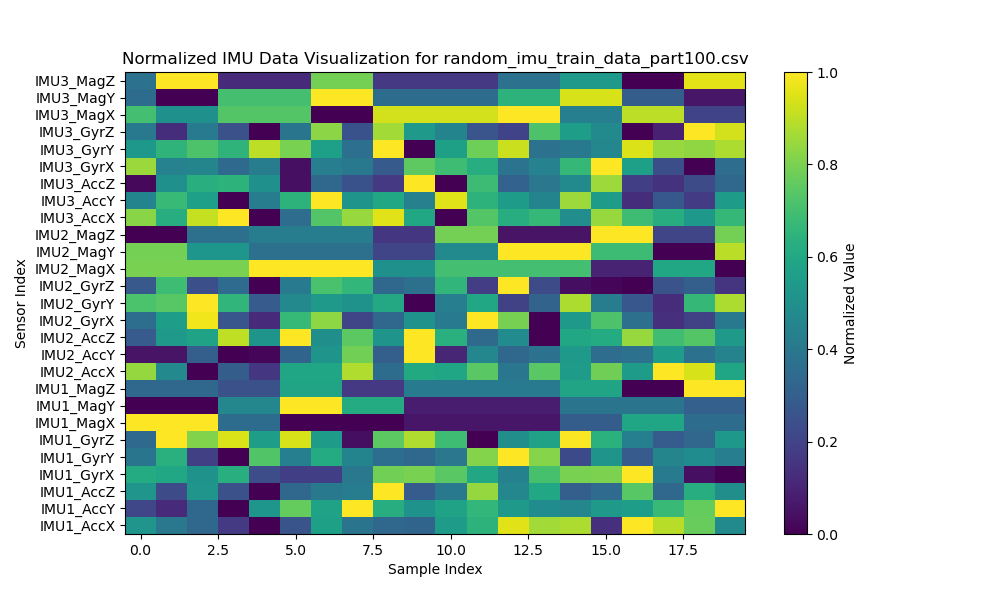 Normalized IMU Data Visualization for random_imu_train_data_part100.csv
IMU3_MagZ
IMU3_MagY
IMU3_MagX
IMU3_GyrZ
IMU3_GyrY
IMU3_GyrX
IMU3_AccZ
IMU3_AccY
IMU3_AccX
IMU2_MagZ
IMU2_MagY
IMU2_MagX
IMU2_GyrZ
IMU2_GyrY
IMU2_GyrX
IMU2_AccZ
IMU2_AccY
IMU2_AccX
IMU1_MagZ
IMU1_MagY
IMU1_MagX
IMU1_GyrZ
IMU1_GyrY
IMU1_GyrX
IMU1_AccZ
IMU1_AccY
IMU1_AccX
Sensor Index
0.0 2.5 5.0 7.5 10.0 12.5 15.0 17.5
Sample Index
1.0
0.8
0.6
0.4
0.2
0.0
Normalized Value